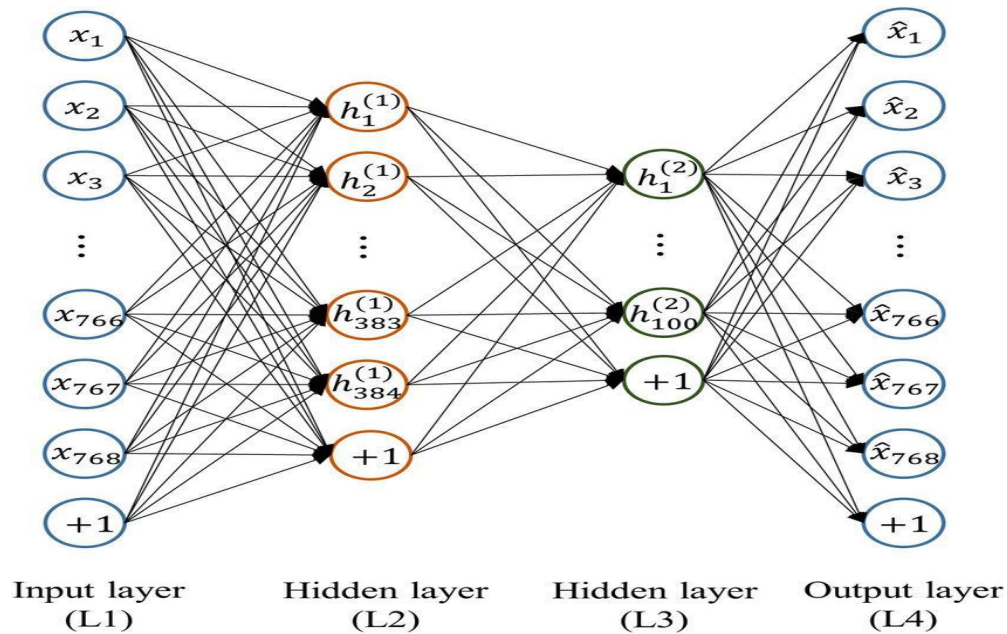 x₁
x₂
x₃
⋮
x₇₆₆
x₇₆₇
x₇₆₈
+1
Input layer
(L1)
h₁⁽¹⁾
h₂⁽¹⁾
⋮
h₃₈₃⁽¹⁾
h₃₈₄⁽¹⁾
+1
Hidden layer
(L2)
h₁⁽²⁾
⋮
h₁₀₀⁽²⁾
+1
Hidden layer
(L3)
x̂₁
x̂₂
x̂₃
⋮
x̂₇₆₆
x̂₇₆₇
x̂₇₆₈
+1
Output layer
(L4)